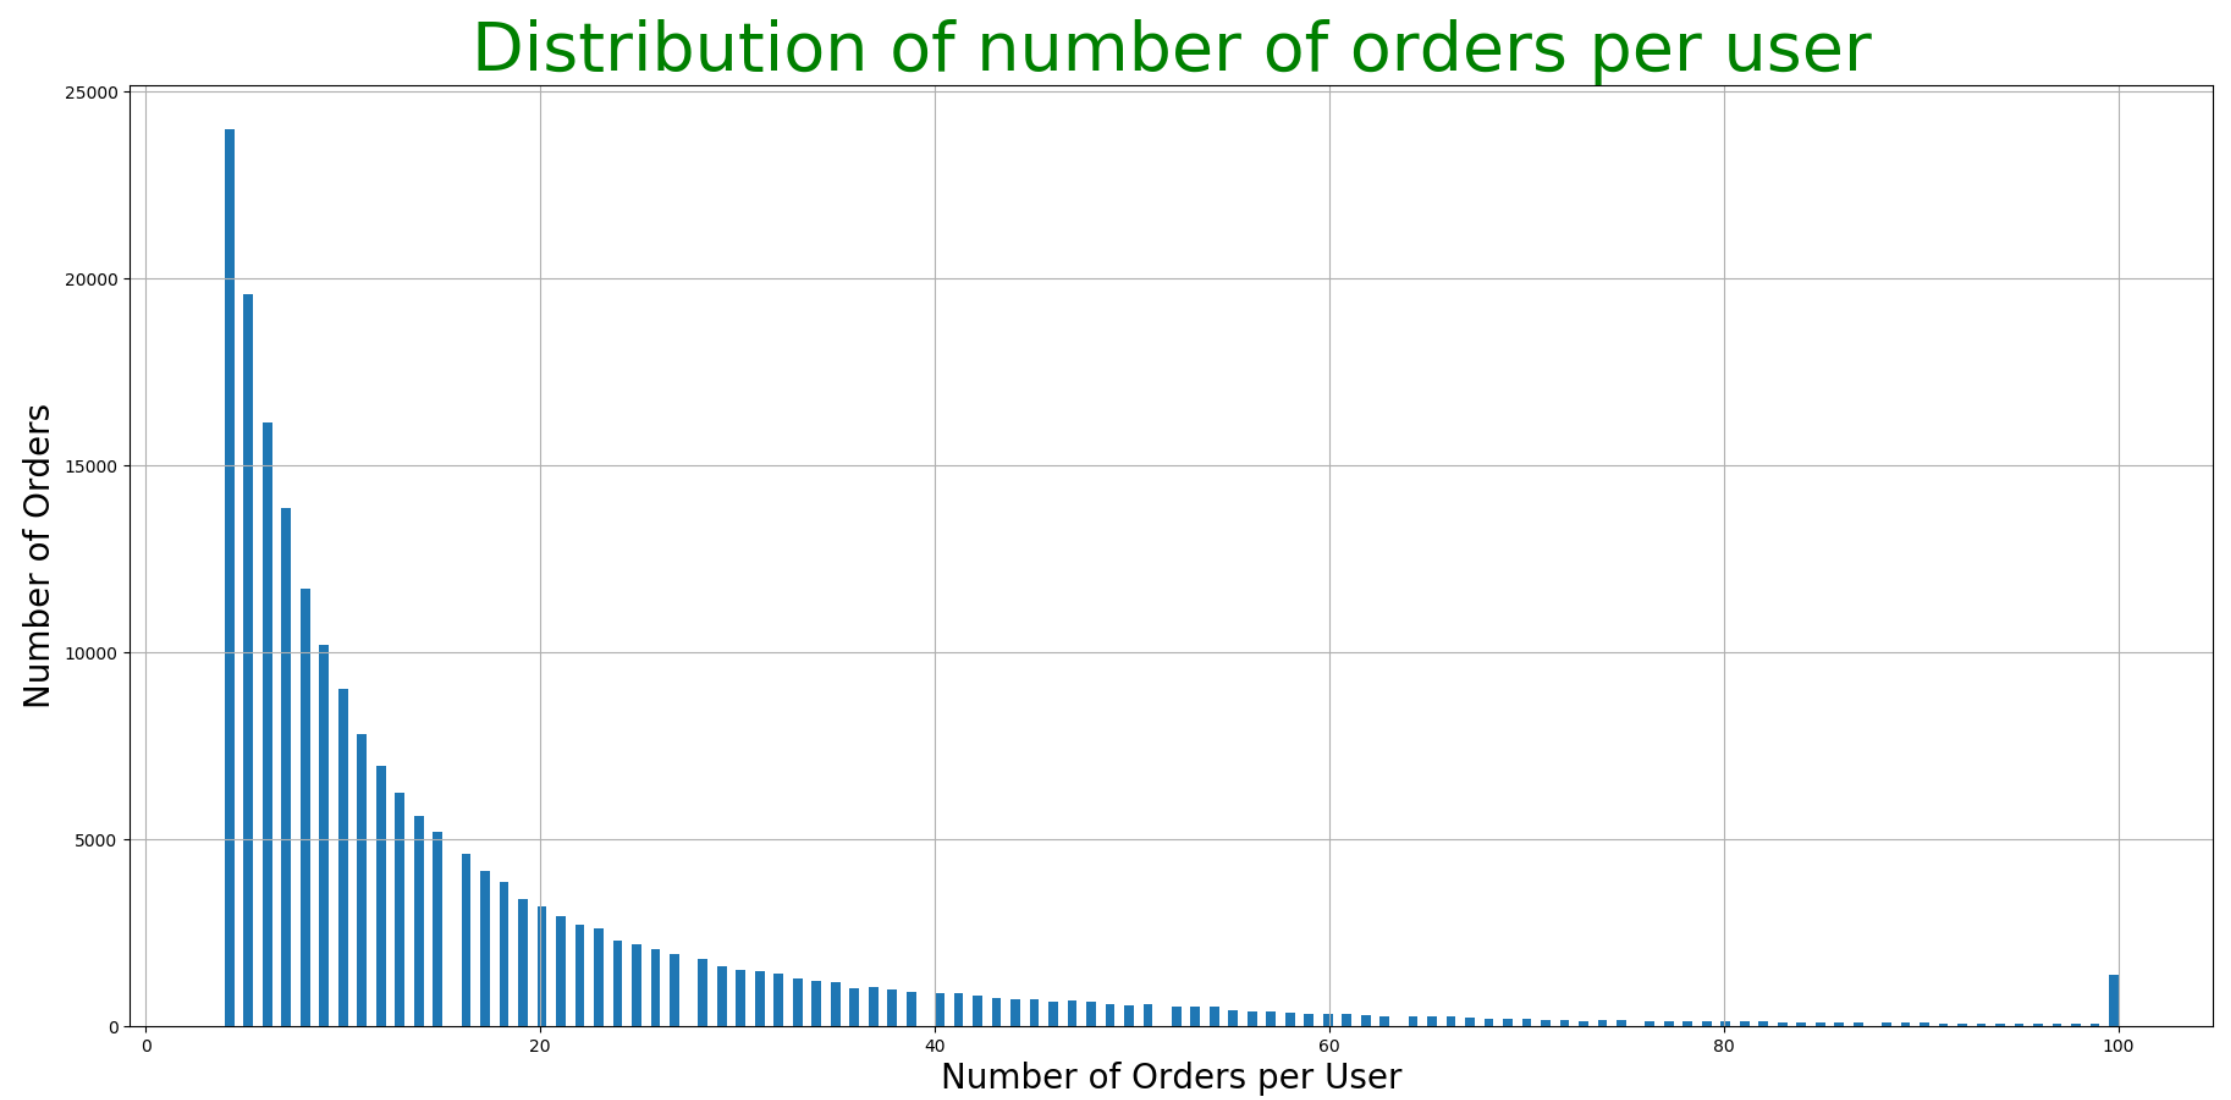 Distribution of number of orders per user
25000
20000
15000
10000
5000
0
Number of Orders
0 20 40 60 80 100
Number of Orders per User